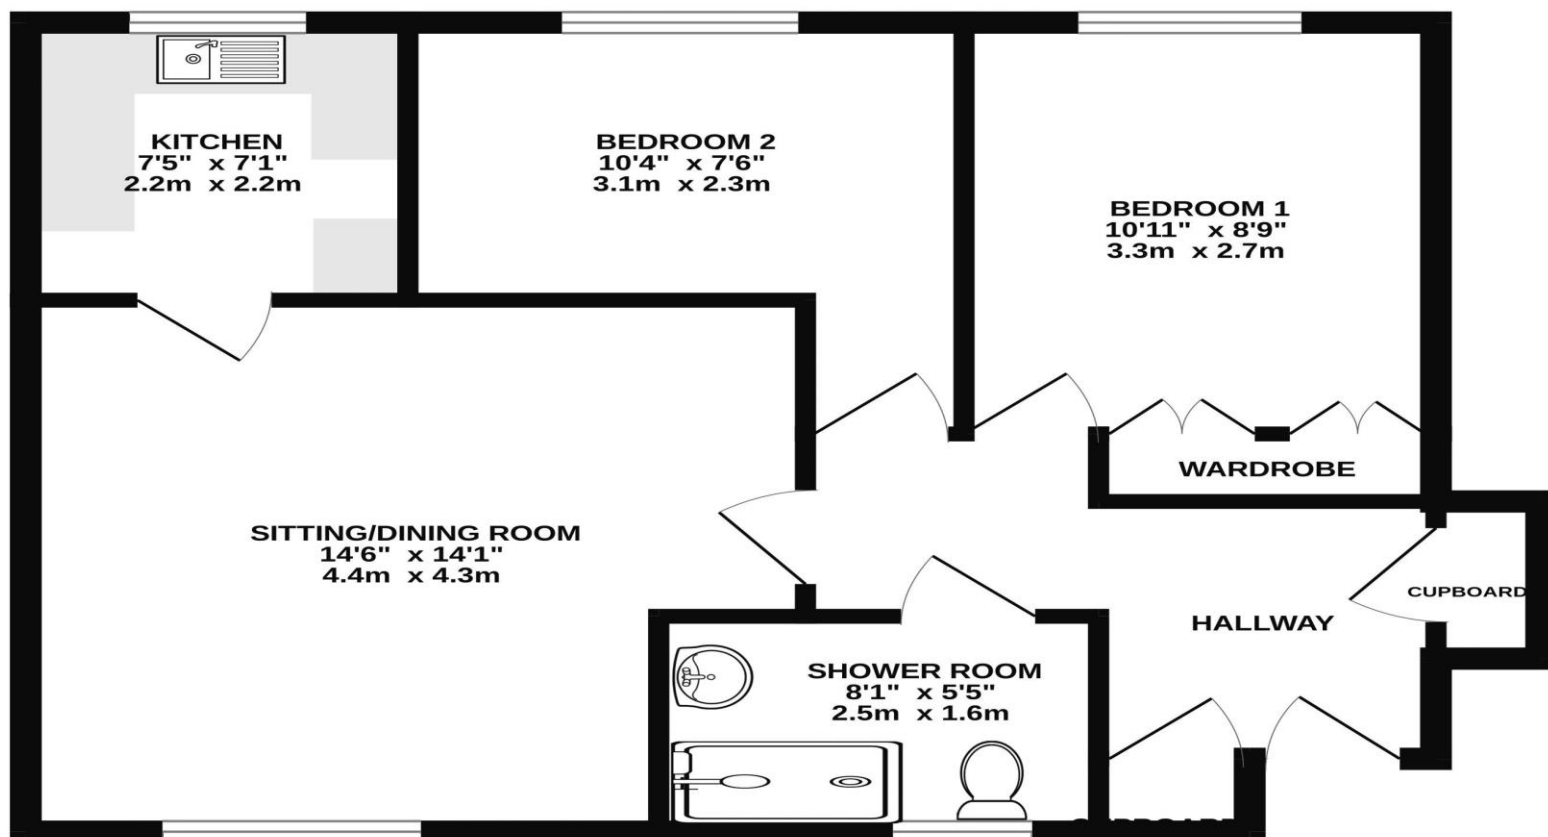 KITCHEN
7'5" x 7'1"
2.2m x 2.2m
BEDROOM 2
10'4" x 7'6"
3.1m x 2.3m
BEDROOM 1
10'11" x 8'9"
3.3m x 2.7m
WARDROBE
SITTING/DINING ROOM
14'6" x 14'1"
4.4m x 4.3m
CUPBOARD
HALLWAY
SHOWER ROOM
8'1" x 5'5"
2.5m x 1.6m